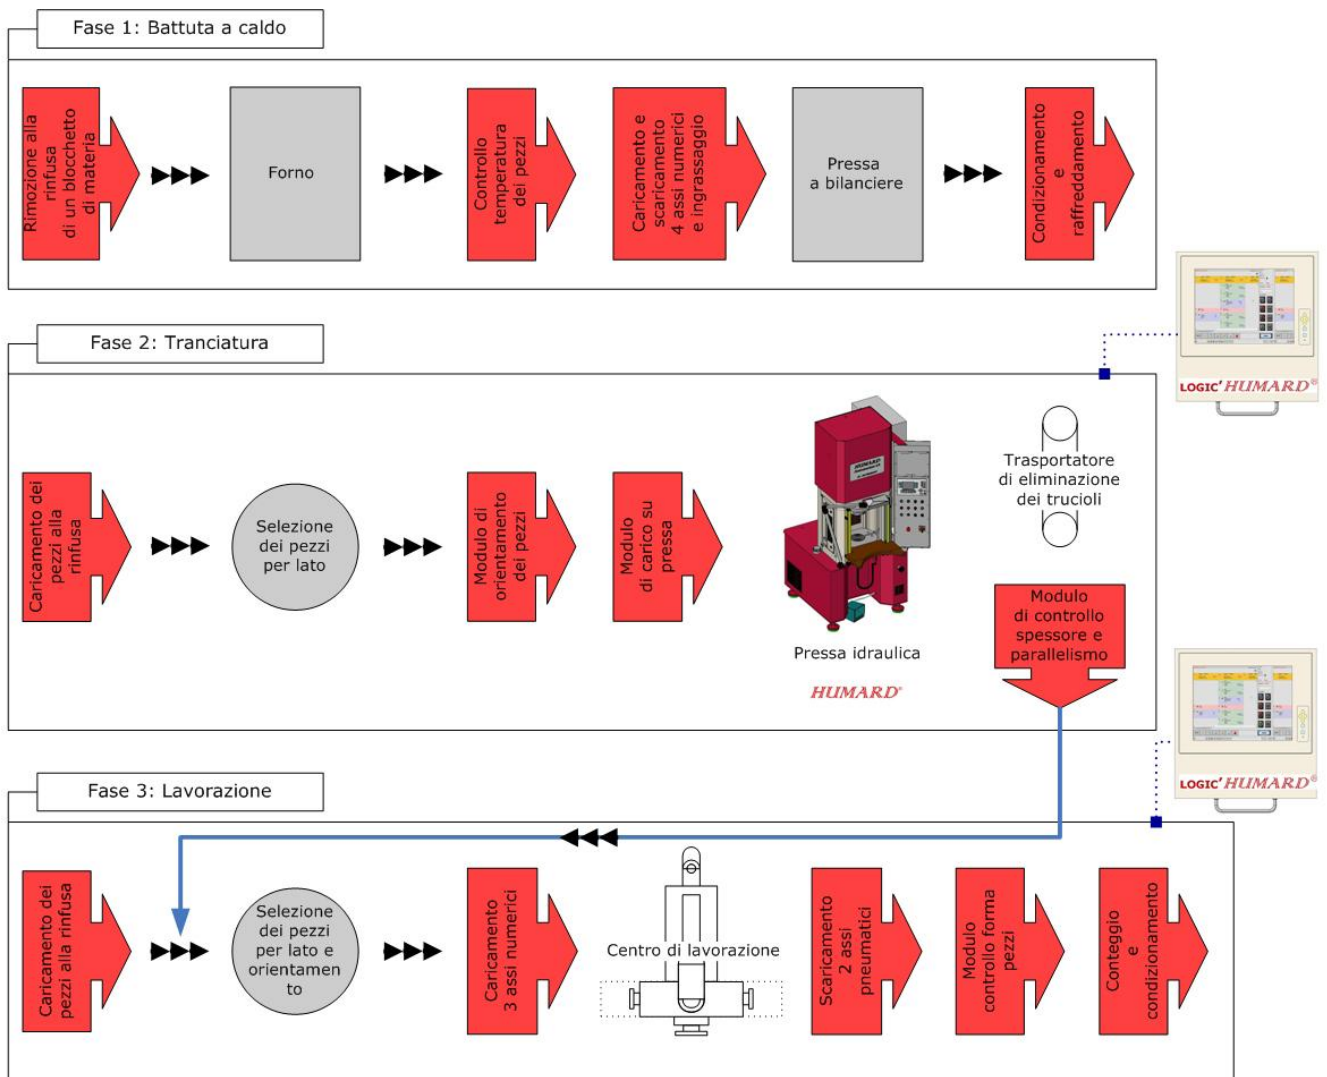 Fase 1: Battuta a caldo
Rimozione alla
rinfusa
di un blocchetto
di materia
Forno
Controllo
temperatura
dei pezzi
Caricamento e
scaricamento
4 assi numerici
e ingrassaggio
Pressa
a bilanciere
Condizionamento
e
raffreddamento
LOGIC'HUMARD®
Fase 2: Tranciatura
Caricamento dei
pezzi alla
rinfusa
Selezione
dei pezzi
per lato
Modulo di
orientamento
dei pezzi
Modulo
di carico su
pressa
HUMARD
Pressa idraulica
HUMARD®
Trasportatore
di eliminazione
dei trucioli
Modulo
di controllo
spessore e
parallelismo
LOGIC'HUMARD®
Fase 3: Lavorazione
Caricamento dei
pezzi alla rinfusa
Selezione
dei pezzi
per lato e
orientamen
to
Caricamento
3 assi numerici
Centro di lavorazione
Scaricamento
2 assi
pneumatici
Modulo
controllo forma
pezzi
Conteggio
e
condizionamento